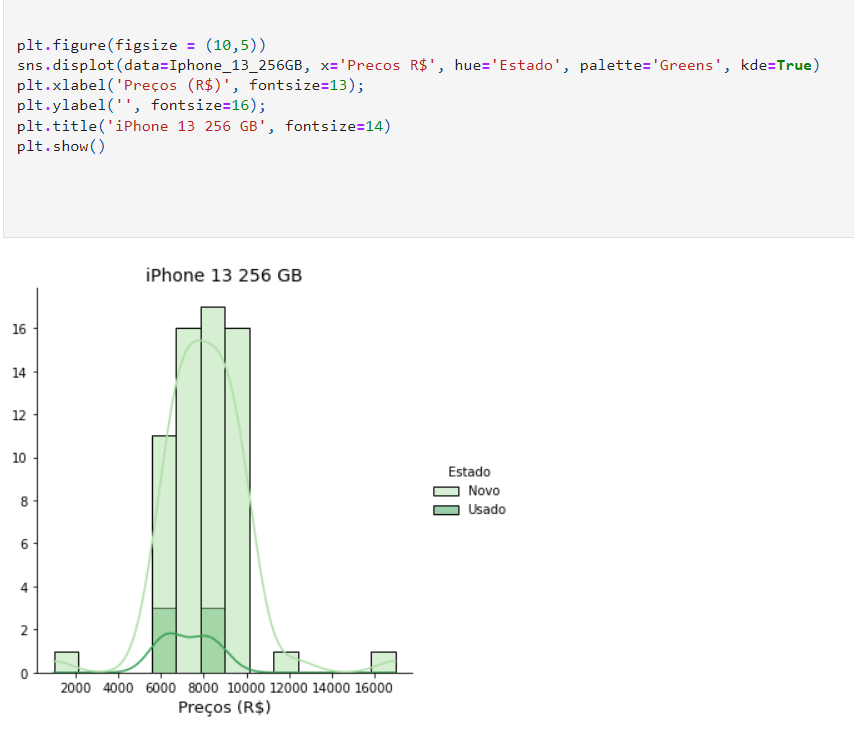 plt.figure(figsize = (10,5))
sns.displot(data=Iphone_13_256GB, x='Precos R$', hue='Estado', palette='Greens', kde=True)
plt.xlabel('Preços (R$)', fontsize=13);
plt.ylabel('', fontsize=16);
plt.title('iPhone 13 256 GB', fontsize=14)
plt.show()
iPhone 13 256 GB
16
14
12
10
8
6
4
2
0
2000 4000 6000 8000 10000 12000 14000 16000
Preços (R$)
Estado
Novo
Usado